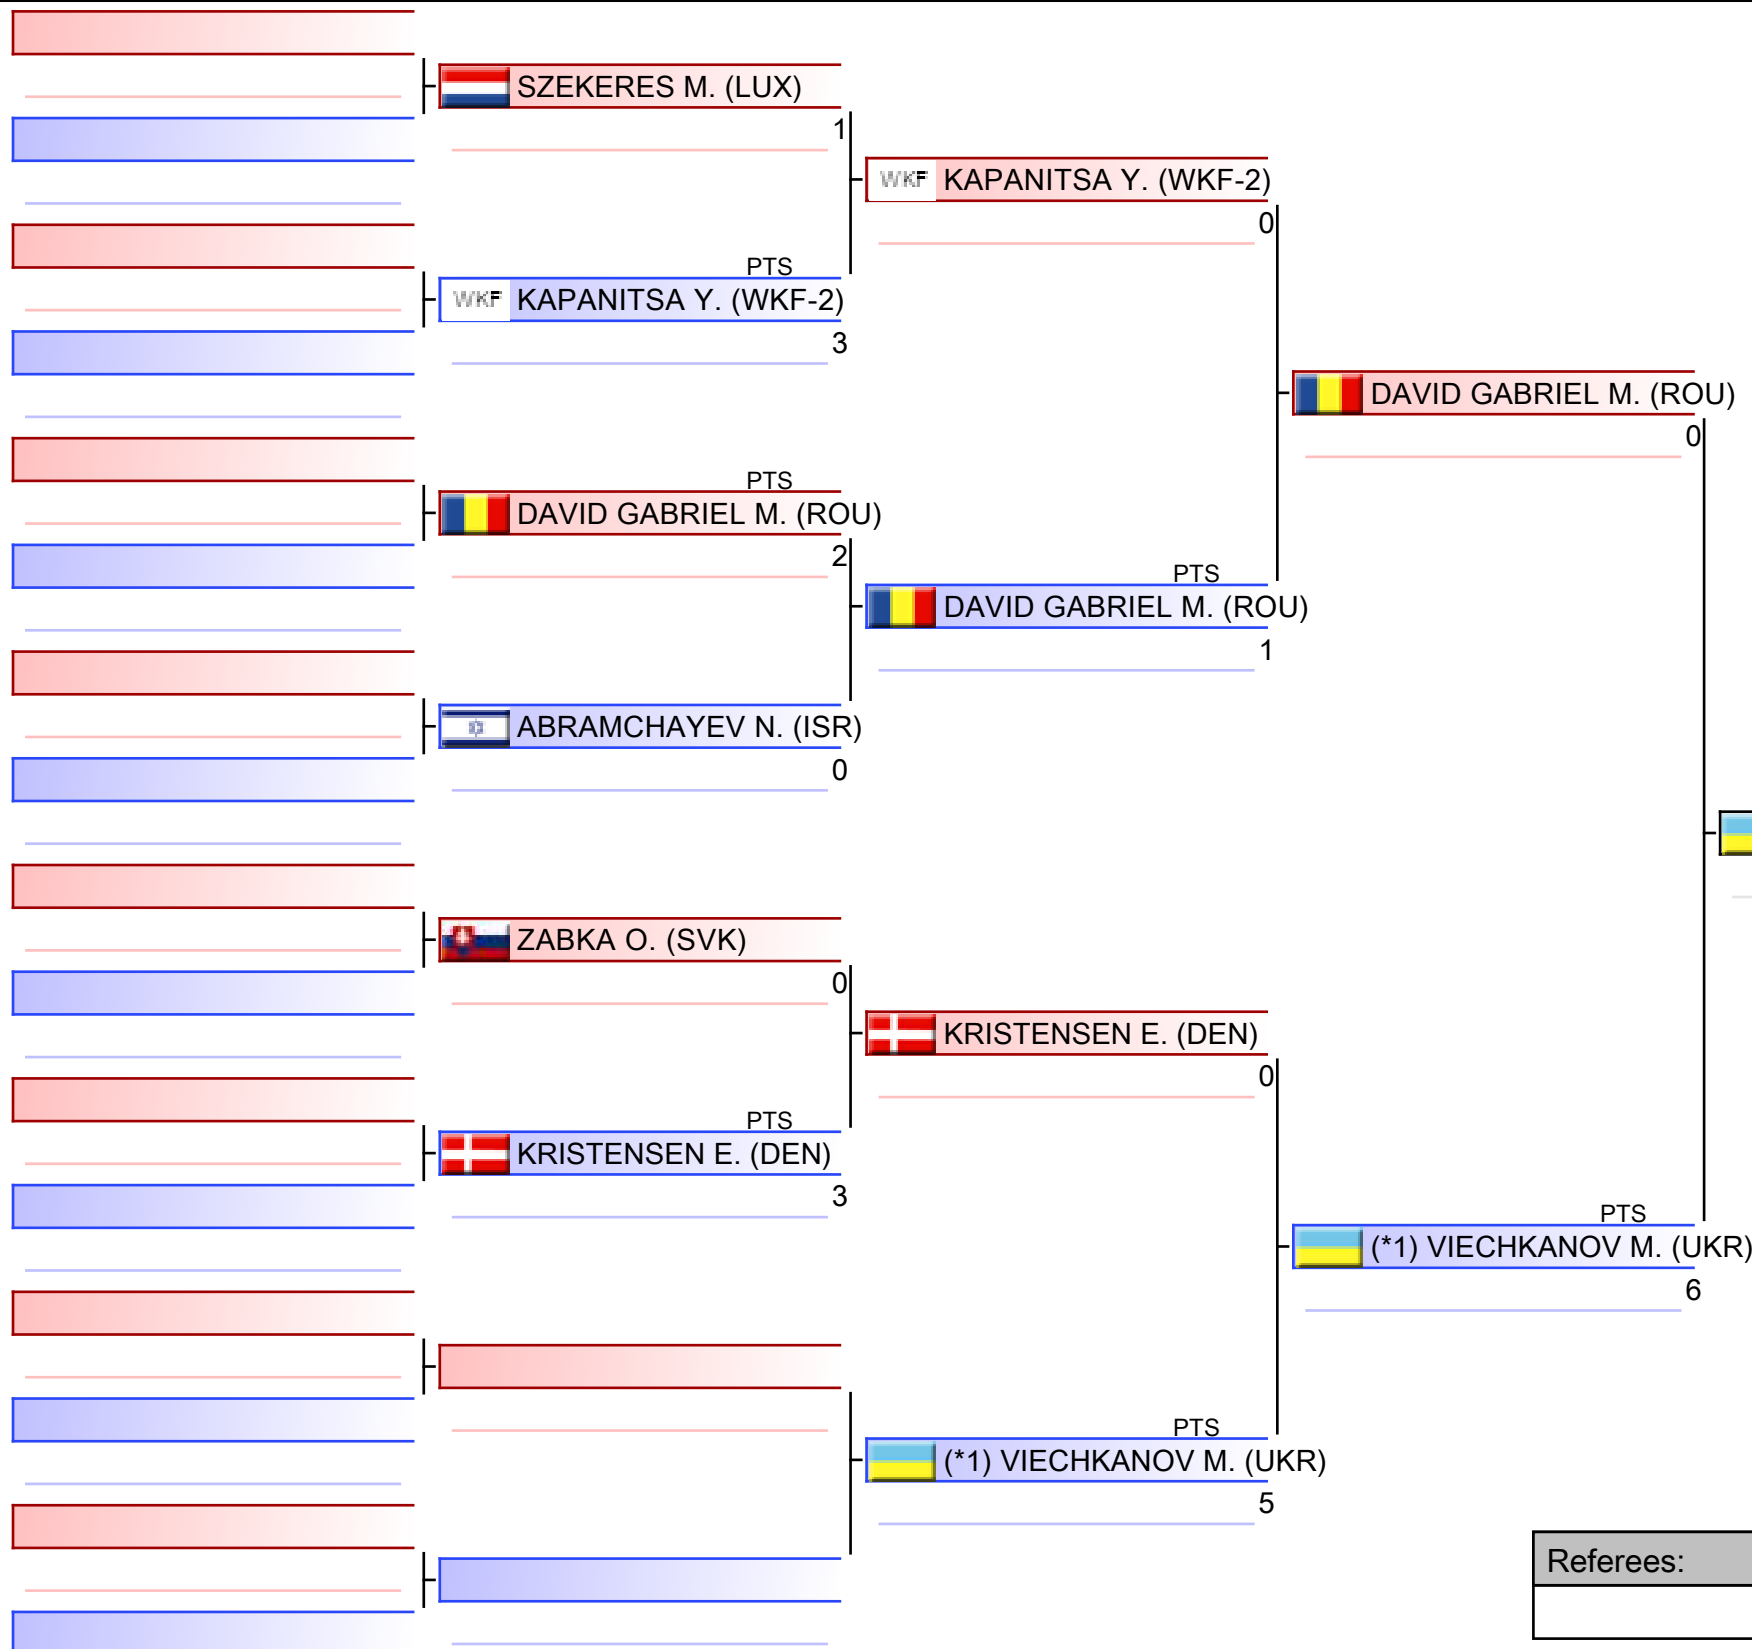 SZEKERES M. (LUX)
1
WKF KAPANITSA Y. (WKF-2)
0
PTS
WKF KAPANITSA Y. (WKF-2)
3
DAVID GABRIEL M. (ROU)
0
PTS
DAVID GABRIEL M. (ROU)
2
PTS
DAVID GABRIEL M. (ROU)
1
ABRAMCHAYEV N. (ISR)
0
ZABKA O. (SVK)
0
KRISTENSEN E. (DEN)
0
PTS
KRISTENSEN E. (DEN)
3
PTS
(*1) VIECHKANOV M. (UKR)
6
PTS
(*1) VIECHKANOV M. (UKR)
5
Referees: